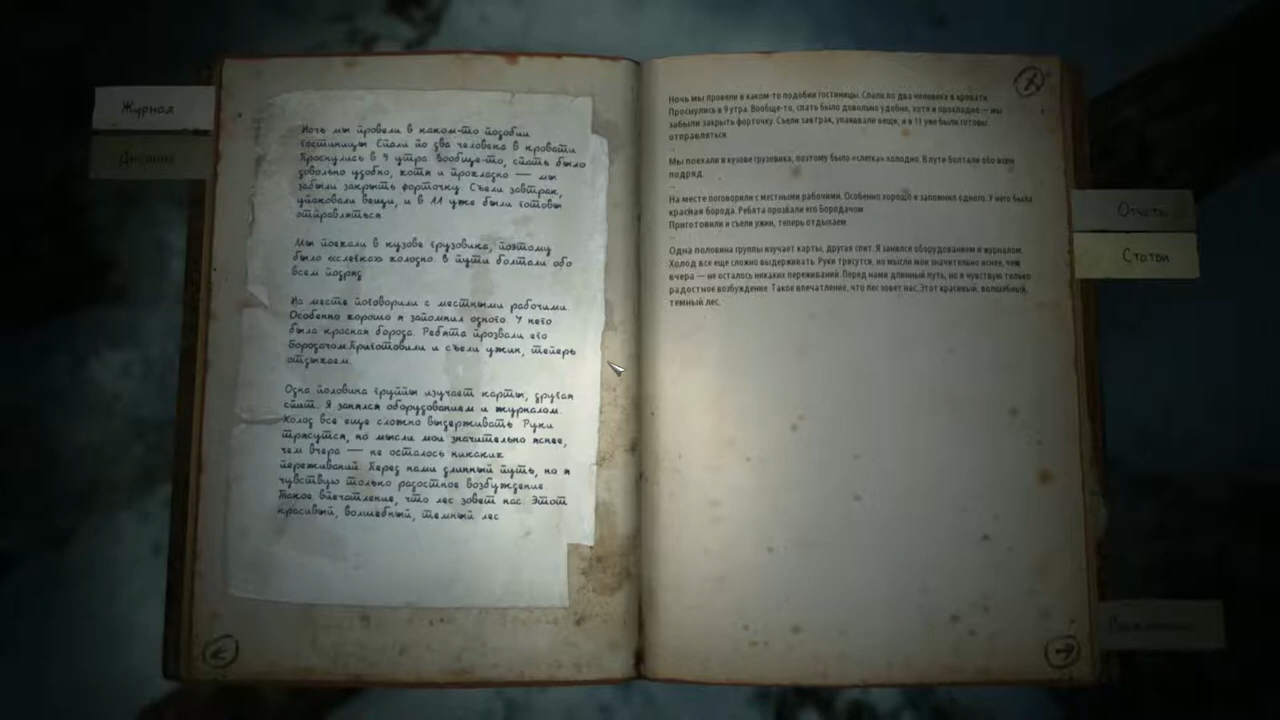 Журнал
Ночь мы провели в каком-то подобии
гостиницы. Спали по два человека в кровати
Проснулись в 9 утра. Вообще-то, спать было
довольно удобно, хотя и прохладно — мы
забыли закрыть форточку. Съели завтрак,
упаковали вещи, и в 11 уже были готовы
отправляться.
Мы поехали в кузове грузовика, поэтому
было «слегка» холодно. В пути болтали обо
всем подряд.
На месте поговорили с местными рабочими.
Особенно хорошо я запомнил одного. У него
была красная борода. Ребята прозвали его
Бородачом.Приготовили и съели ужин, теперь
отдыхаем.
Одна половина группы изучает карты, другая
спит. Я занялся оборудованием и журналом.
Холод все еще сложно выдерживать. Руки
трясутся, но мысли мои значительно яснее,
чем вчера — не осталось никаких
переживаний. Перед нами длинный путь, но я
чувствую только радостное возбуждение.
Такое впечатление, что лес зовет нас. Этот
красивый, волшебный, темный лес
Ночь мы провели в каком-то подобии гостиницы. Спали по два человека в кровати.
Проснулись в 9 утра. Вообще-то, спать было довольно удобно, хотя и прохладно — мы
забыли закрыть форточку. Съели завтрак, упаковали вещи, и в 11 уже были готовы
отправляться.
Мы поехали в кузове грузовика, поэтому было «слегка» холодно. В пути болтали обо всем
подряд.
На месте поговорили с местными рабочими. Особенно хорошо я запомнил одного. У него была
красная борода. Ребята прозвали его Бородачом
Приготовили и съели ужин, теперь отдыхаем.
Одна половина группы изучает карты, другая спит. Я занялся оборудованием и журналом.
Холод все еще сложно выдерживать. Руки трясутся, но мысли мои значительно яснее, чем
вчера — не осталось никаких переживаний. Перед нами длинный путь, но я чувствую только
радостное возбуждение. Такое впечатление, что лес зовет нас. Этот красивый, волшебный,
темный лес.
Отчеты
Статьи